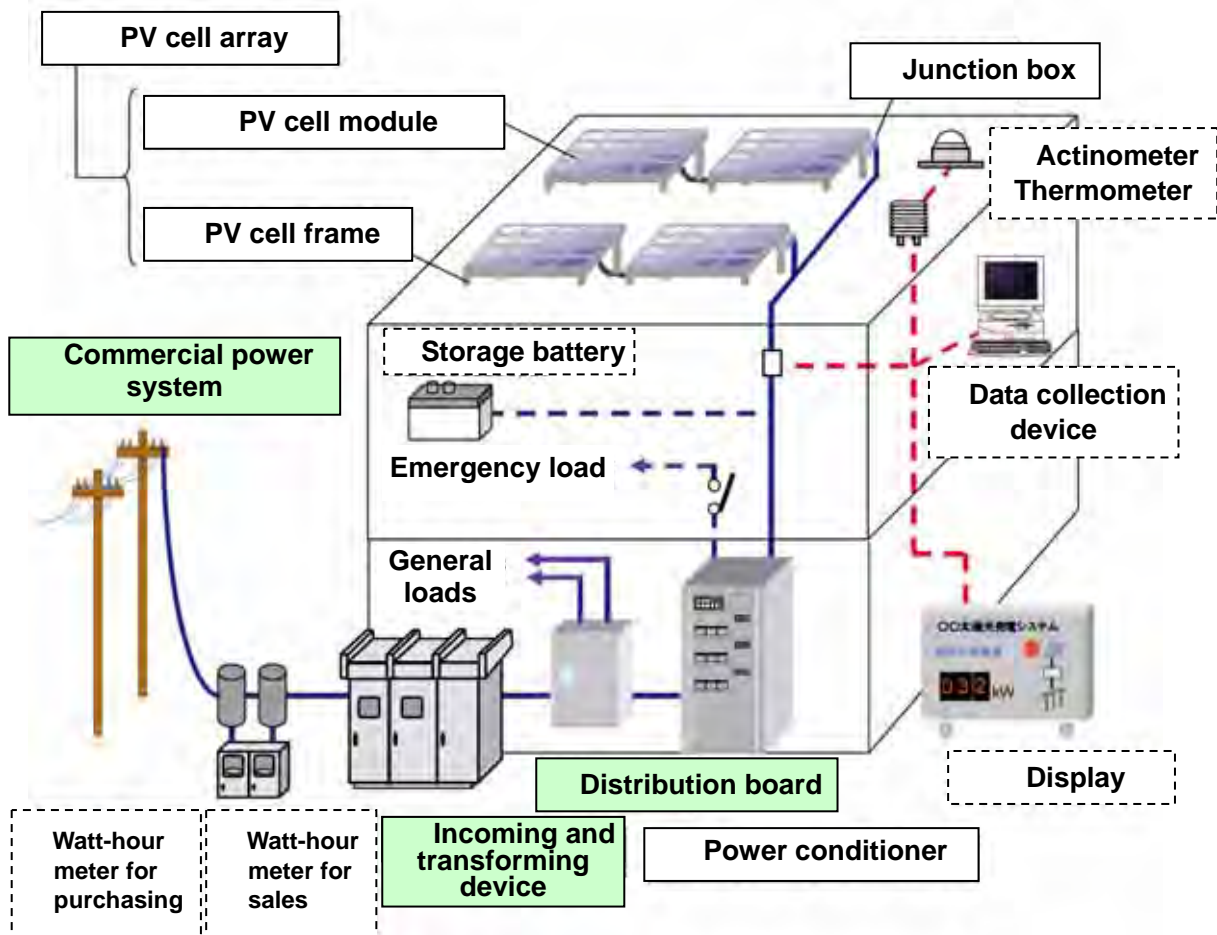 PV cell array
Junction box
PV cell module
Actinometer
Thermometer
PV cell frame
Commercial power
system
Storage battery
Data collection
device
Emergency load
General
loads
032 kW
Distribution board
Display
Watt-hour
meter for
purchasing
Watt-hour
meter for
sales
Incoming and
transforming
device
Power conditioner